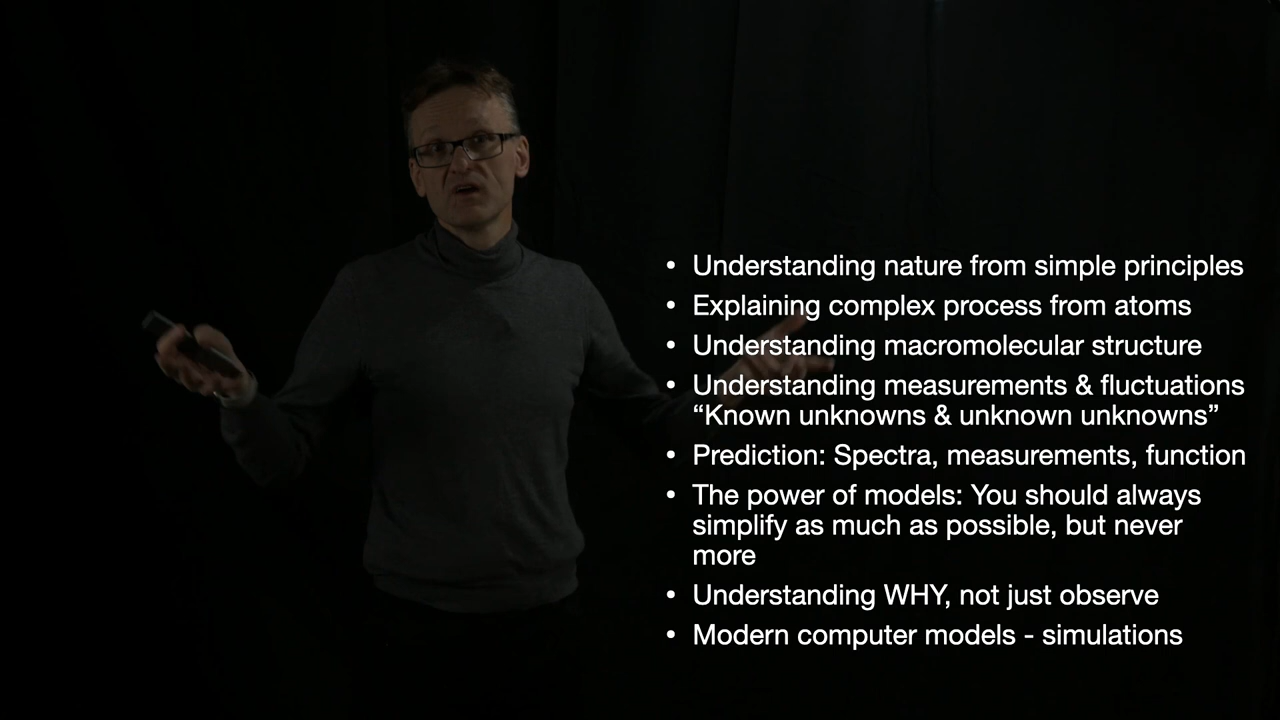 • Understanding nature from simple principles
• Explaining complex process from atoms
• Understanding macromolecular structure
• Understanding measurements & fluctuations
“Known unknowns & unknown unknowns”
• Prediction: Spectra, measurements, function
• The power of models: You should always
simplify as much as possible, but never
more
• Understanding WHY, not just observe
• Modern computer models - simulations